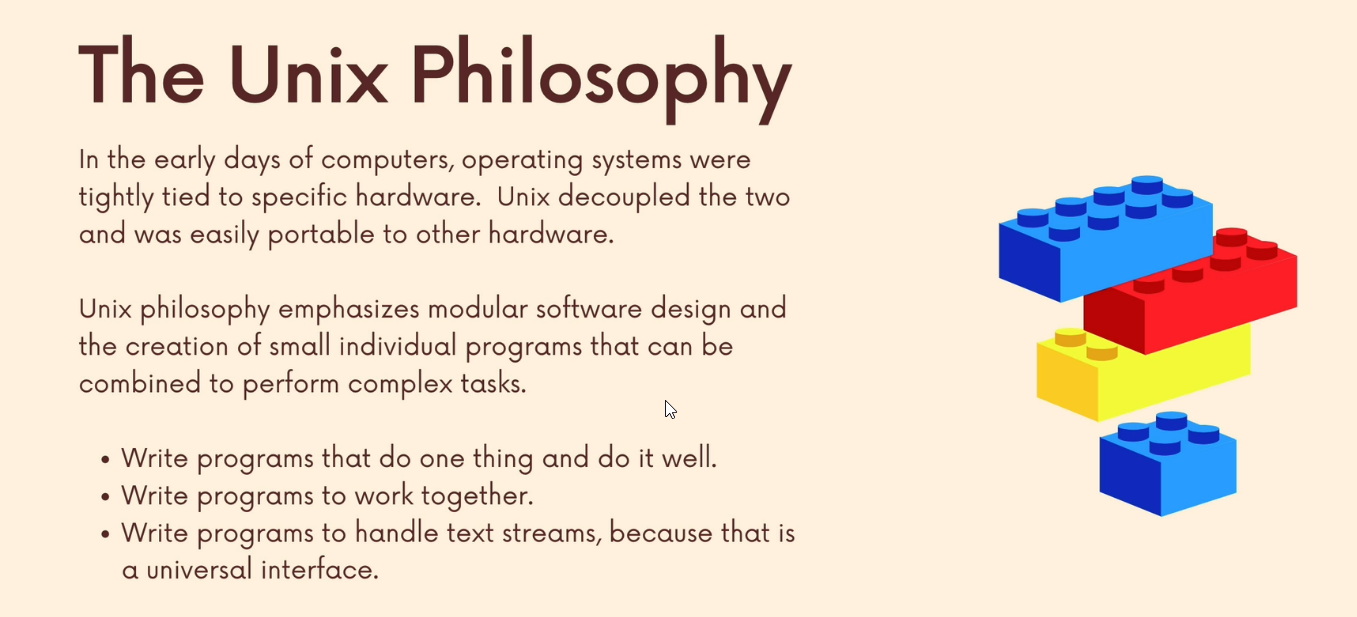 The Unix Philosophy
In the early days of computers, operating systems were
tightly tied to specific hardware.  Unix decoupled the two
and was easily portable to other hardware.
Unix philosophy emphasizes modular software design and
the creation of small individual programs that can be
combined to perform complex tasks.
• Write programs that do one thing and do it well.
• Write programs to work together.
• Write programs to handle text streams, because that is
a universal interface.